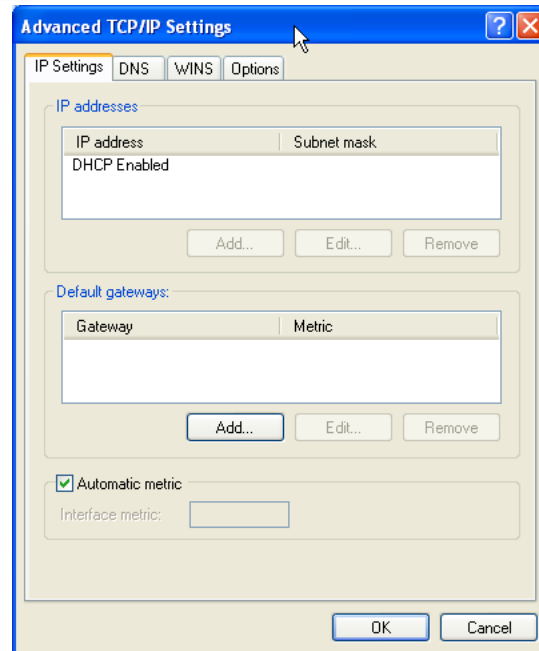 Advanced TCP/IP Settings
IP Settings DNS WINS Options
IP addresses
IP address Subnet mask
DHCP Enabled
Add... Edit... Remove
Default gateways:
Gateway Metric
Add... Edit... Remove
Automatic metric
Interface metric:
OK Cancel